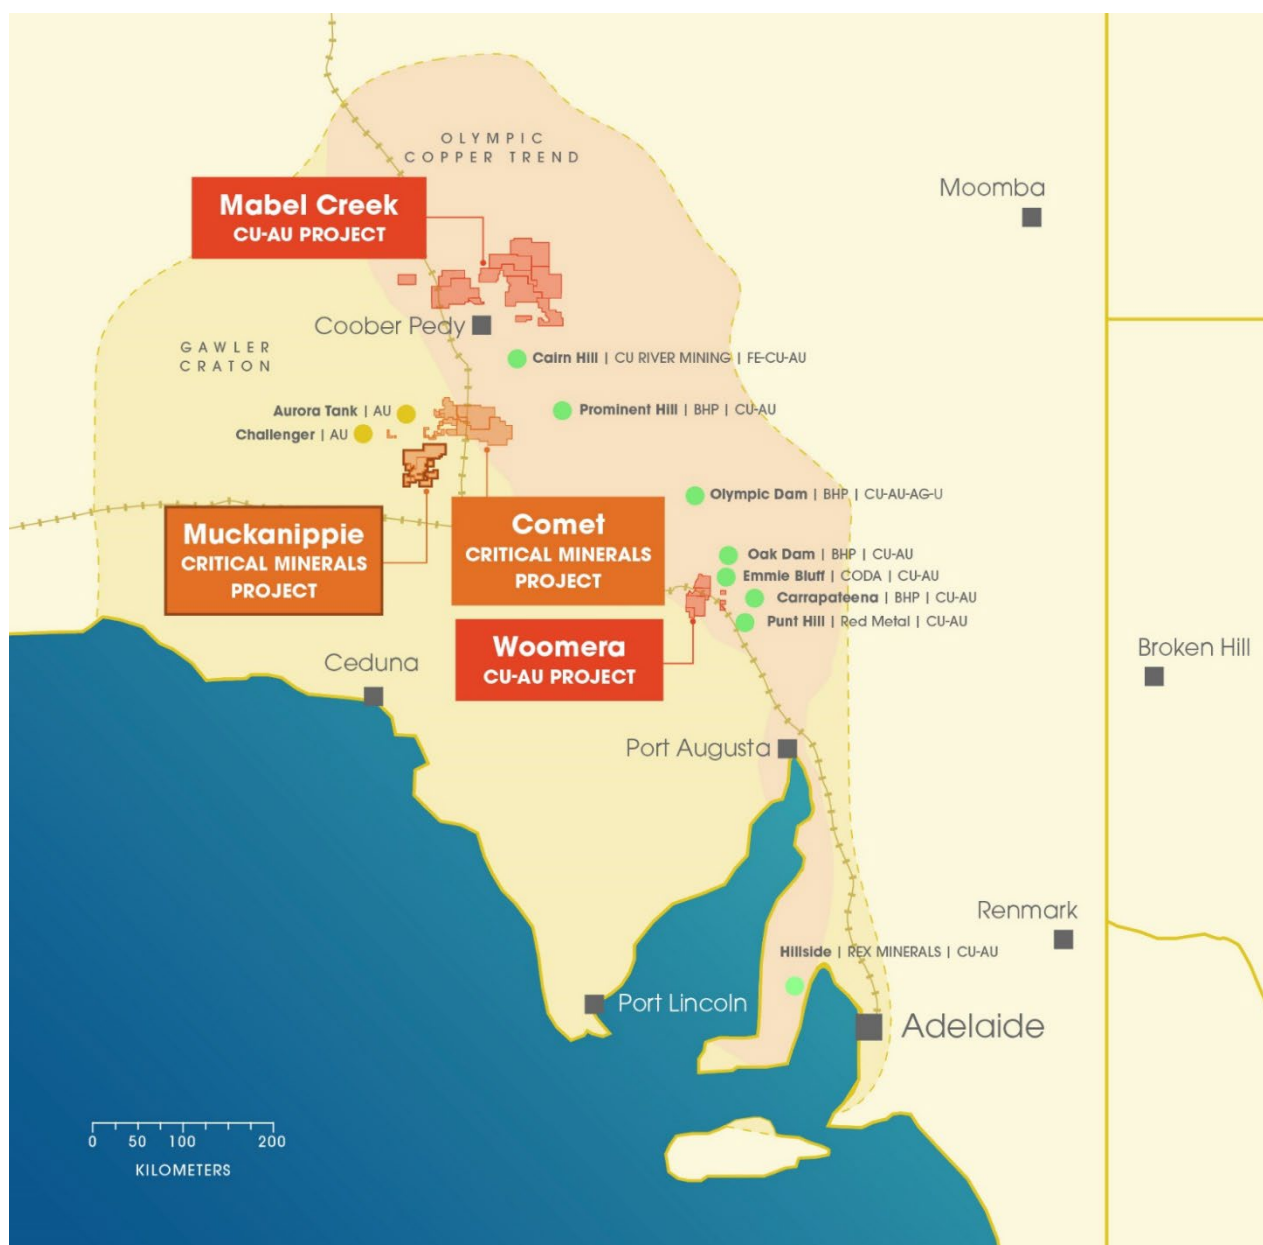 OLYMPIC
COPPER TREND
Moomba
Mabel Creek
CU-AU PROJECT
Coober Pedy
GAWLER
CRATON
Cairn Hill | CU RIVER MINING | FE-CU-AU
Aurora Tank | AU
Prominent Hill | BHP | CU-AU
Challenger | AU
Olympic Dam | BHP | CU-AU-AG-U
Muckanippie
CRITICAL MINERALS
PROJECT
Comet
CRITICAL MINERALS
PROJECT
Oak Dam | BHP | CU-AU
Emmie Bluff | CODA | CU-AU
Carrapateena | BHP | CU-AU
Punt Hill | Red Metal | CU-AU
Woomera
CU-AU PROJECT
Ceduna
Broken Hill
Port Augusta
Renmark
Hillside | REX MINERALS | CU-AU
Port Lincoln
Adelaide
0 50 100 200
KILOMETERS